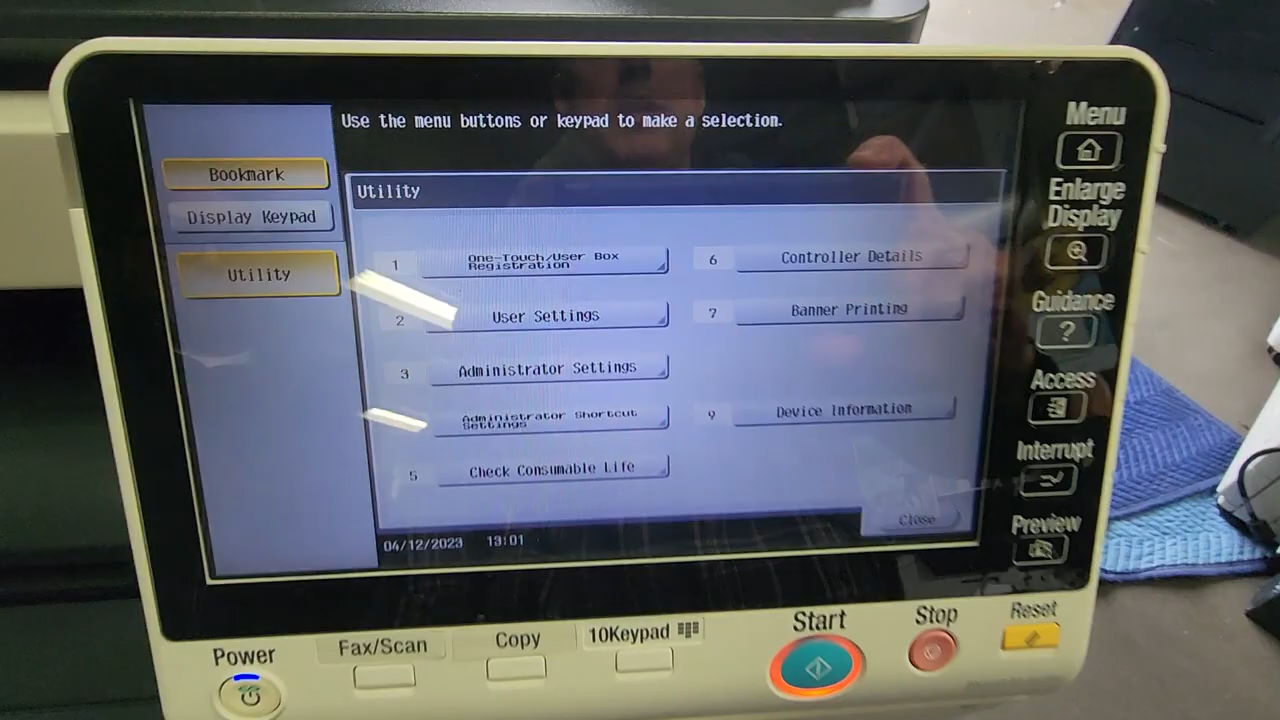 Use the menu buttons or keypad to make a selection.
Bookmark
Display Keypad
Utility
Utility
1 One-Touch/User Box
Registration
2 User Settings
3 Administrator Settings
Administrator Shortcut
Settings
5 Check Consumable Life
6 Controller Details
7 Banner Printing
9 Device Information
Close
04/12/2023 13:01
Menu
Enlarge
Display
Guidance
?
Access
Interrupt
Preview
Power
Fax/Scan
Copy
10Keypad
Start
Stop
Reset